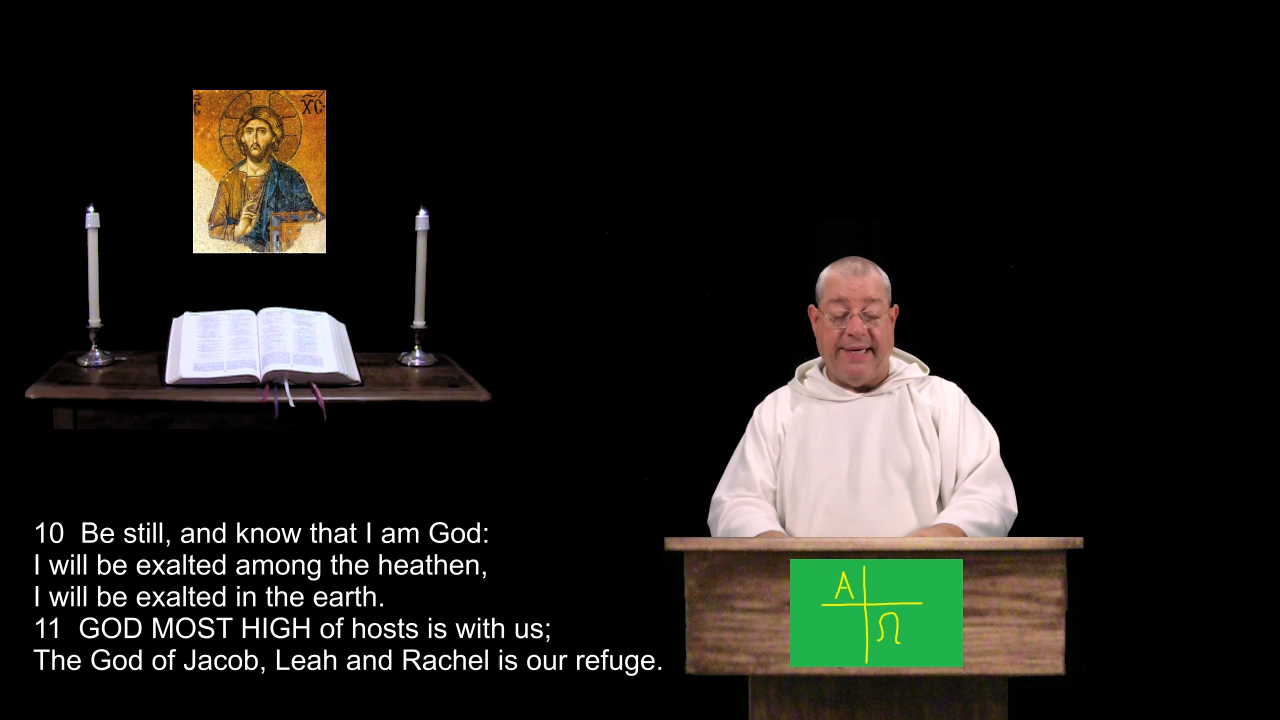 C
XC
10 Be still, and know that I am God:
I will be exalted among the heathen,
I will be exalted in the earth.
11 GOD MOST HIGH of hosts is with us;
The God of Jacob, Leah and Rachel is our refuge.
A
Ω